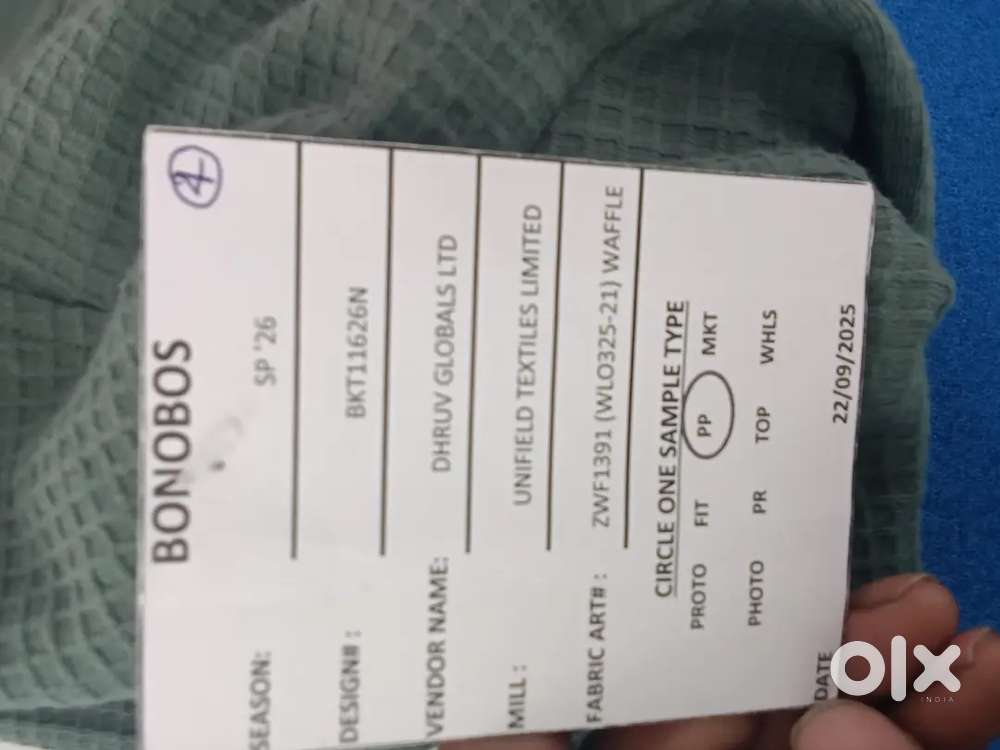 BONOBOS
SEASON: SP '26
DESIGN# : BKT11626N
VENDOR NAME: DHRUV GLOBALS LTD
MILL : UNIFIELD TEXTILES LIMITED
FABRIC ART# : ZWF1391 (WLO325-21) WAFFLE
CIRCLE ONE SAMPLE TYPE
PROTO FIT PP MKT
PHOTO PR TOP WHLS
DATE 22/09/2025
olx
INDIA